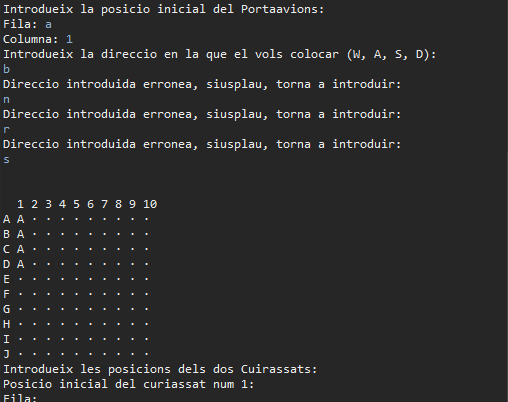 Introdueix la posicio inicial del Portaavions:
Fila: a
Columna: 1
Introdueix la direccio en la que el vols colocar (W, A, S, D):
b
Direccio introduida erronea, siusplau, torna a introduir:
n
Direccio introduida erronea, siusplau, torna a introduir:
r
Direccio introduida erronea, siusplau, torna a introduir:
s
1 2 3 4 5 6 7 8 9 10
A A · · · · · · · · ·
B A · · · · · · · · ·
C A · · · · · · · · ·
D A · · · · · · · · ·
E · · · · · · · · · ·
F · · · · · · · · · ·
G · · · · · · · · · ·
H · · · · · · · · · ·
I · · · · · · · · · ·
J · · · · · · · · · ·
Introdueix les posicions dels dos Cuirassats:
Posicio inicial del curiassat num 1:
Fila: